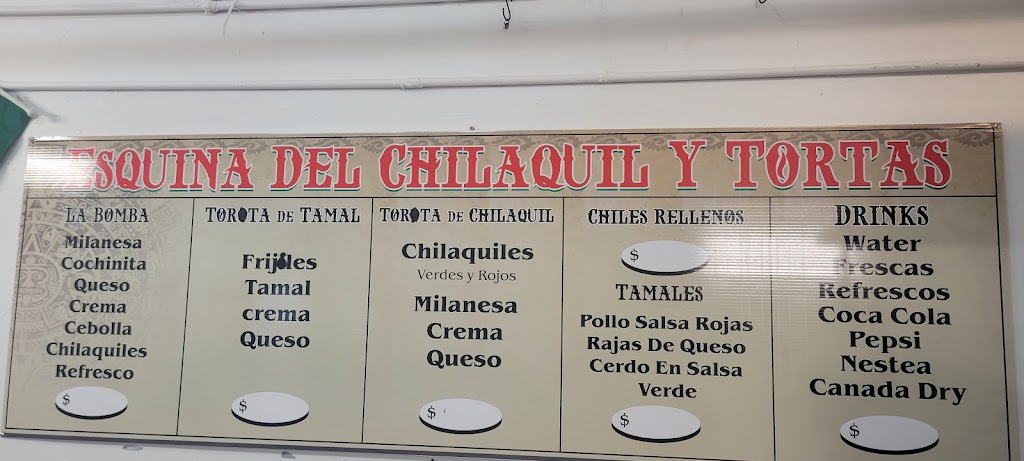 ESQUINA DEL CHILAQUIL Y TORTAS
LA BOMBA
Milanesa
Cochinita
Queso
Crema
Cebolla
Chilaquiles
Refresco
$
TOROTA DE TAMAL
Frijoles
Tamal
crema
Queso
$
TOROTA DE CHILAQUIL
Chilaquiles
Verdes y Rojos
Milanesa
Crema
Queso
$
CHILES RELLENOS
$
TAMALES
Pollo Salsa Rojas
Rajas De Queso
Cerdo En Salsa
Verde
$
DRINKS
Water
Frescas
Refrescos
Coca Cola
Pepsi
Nestea
Canada Dry
$